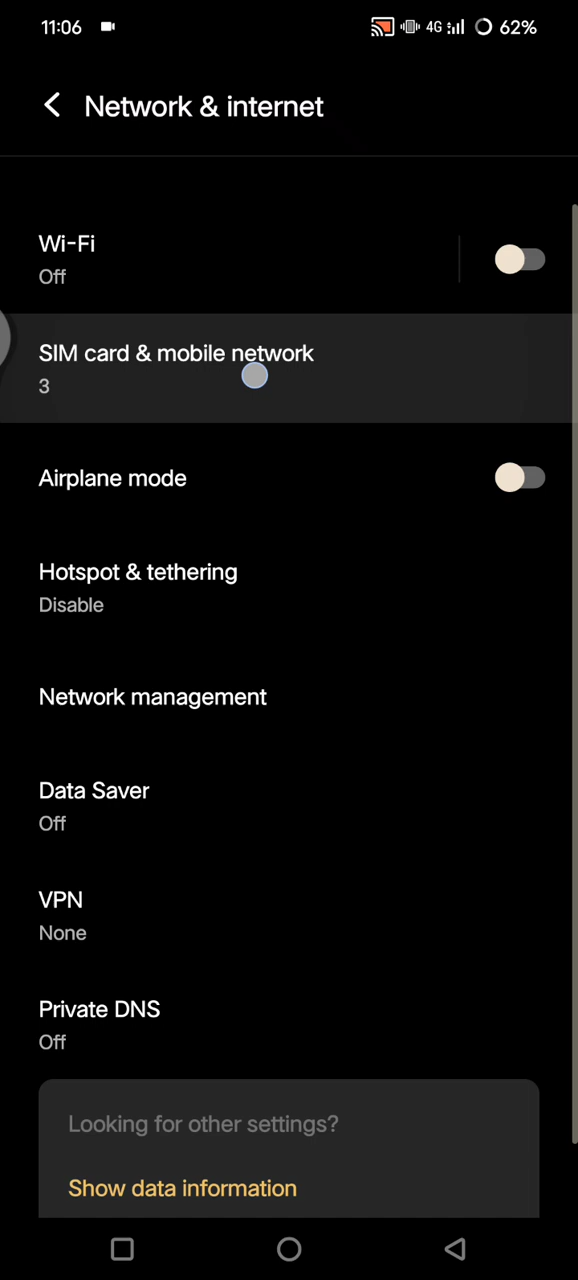 11:06
4G
62%
Network & internet
Wi-Fi
Off
SIM card & mobile network
3
Airplane mode
Hotspot & tethering
Disable
Network management
Data Saver
Off
VPN
None
Private DNS
Off
Looking for other settings?
Show data information